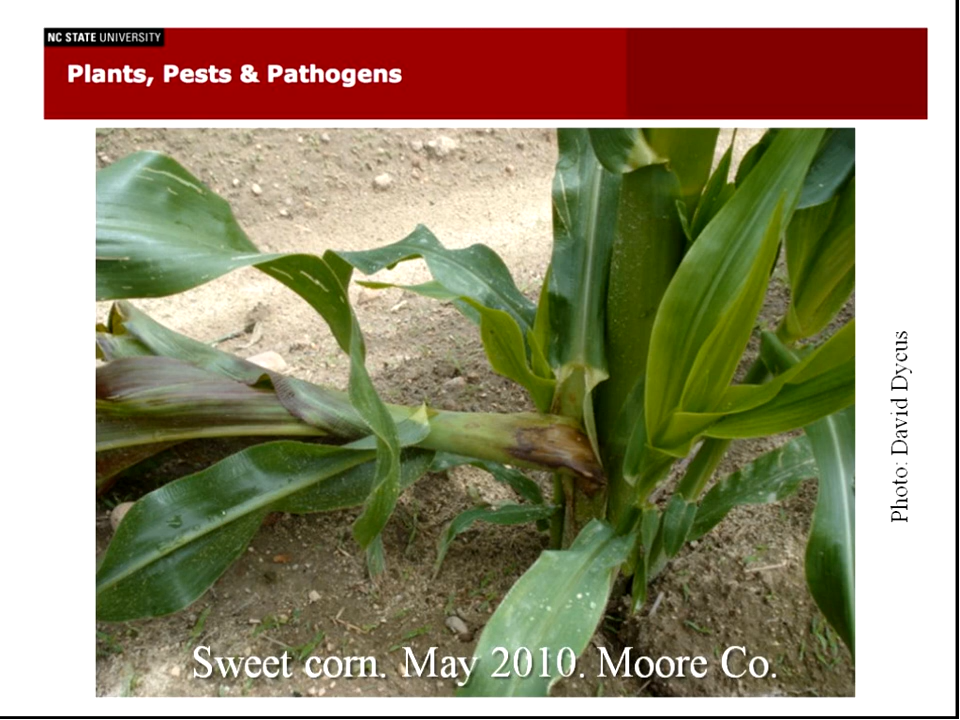 NC STATE UNIVERSITY
Plants, Pests & Pathogens
Photo: David Dycus
Sweet corn. May 2010. Moore Co.